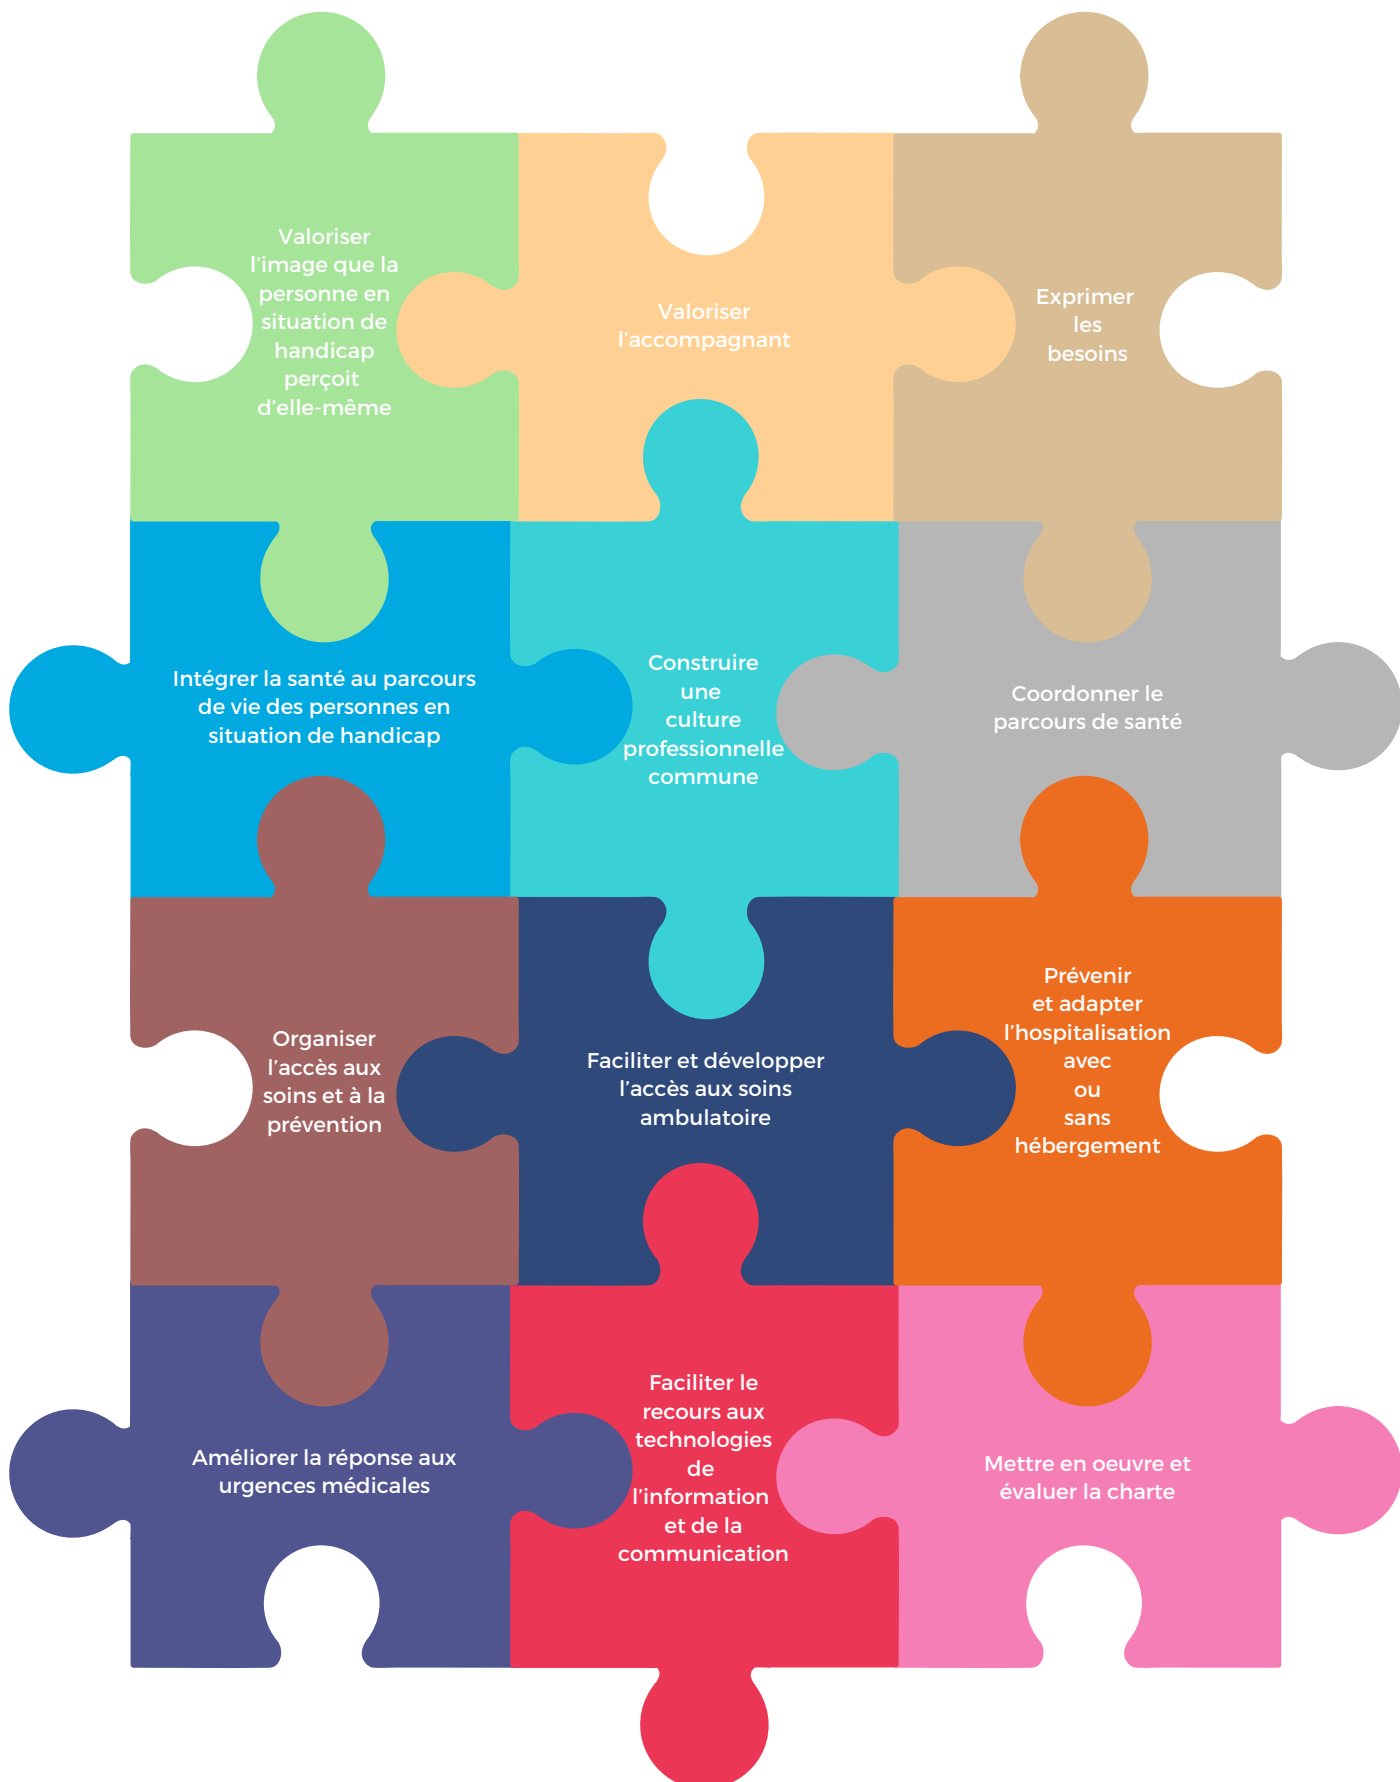 Valoriser
l'image que la
personne en
situation de
handicap
perçoit
d'elle-même
Valoriser
l'accompagnant
Exprimer
les
besoins
Intégrer la santé au parcours
de vie des personnes en
situation de handicap
Construire
une
culture
professionnelle
commune
Coordonner le
parcours de santé
Organiser
l'accès aux
soins et à la
prévention
Faciliter et développer
l'accès aux soins
ambulatoire
Prévenir
et adapter
l'hospitalisation
avec
ou
sans
hébergement
Améliorer la réponse aux
urgences médicales
Faciliter le
recours aux
technologies
de
l'information
et de la
communication
Mettre en oeuvre et
évaluer la charte